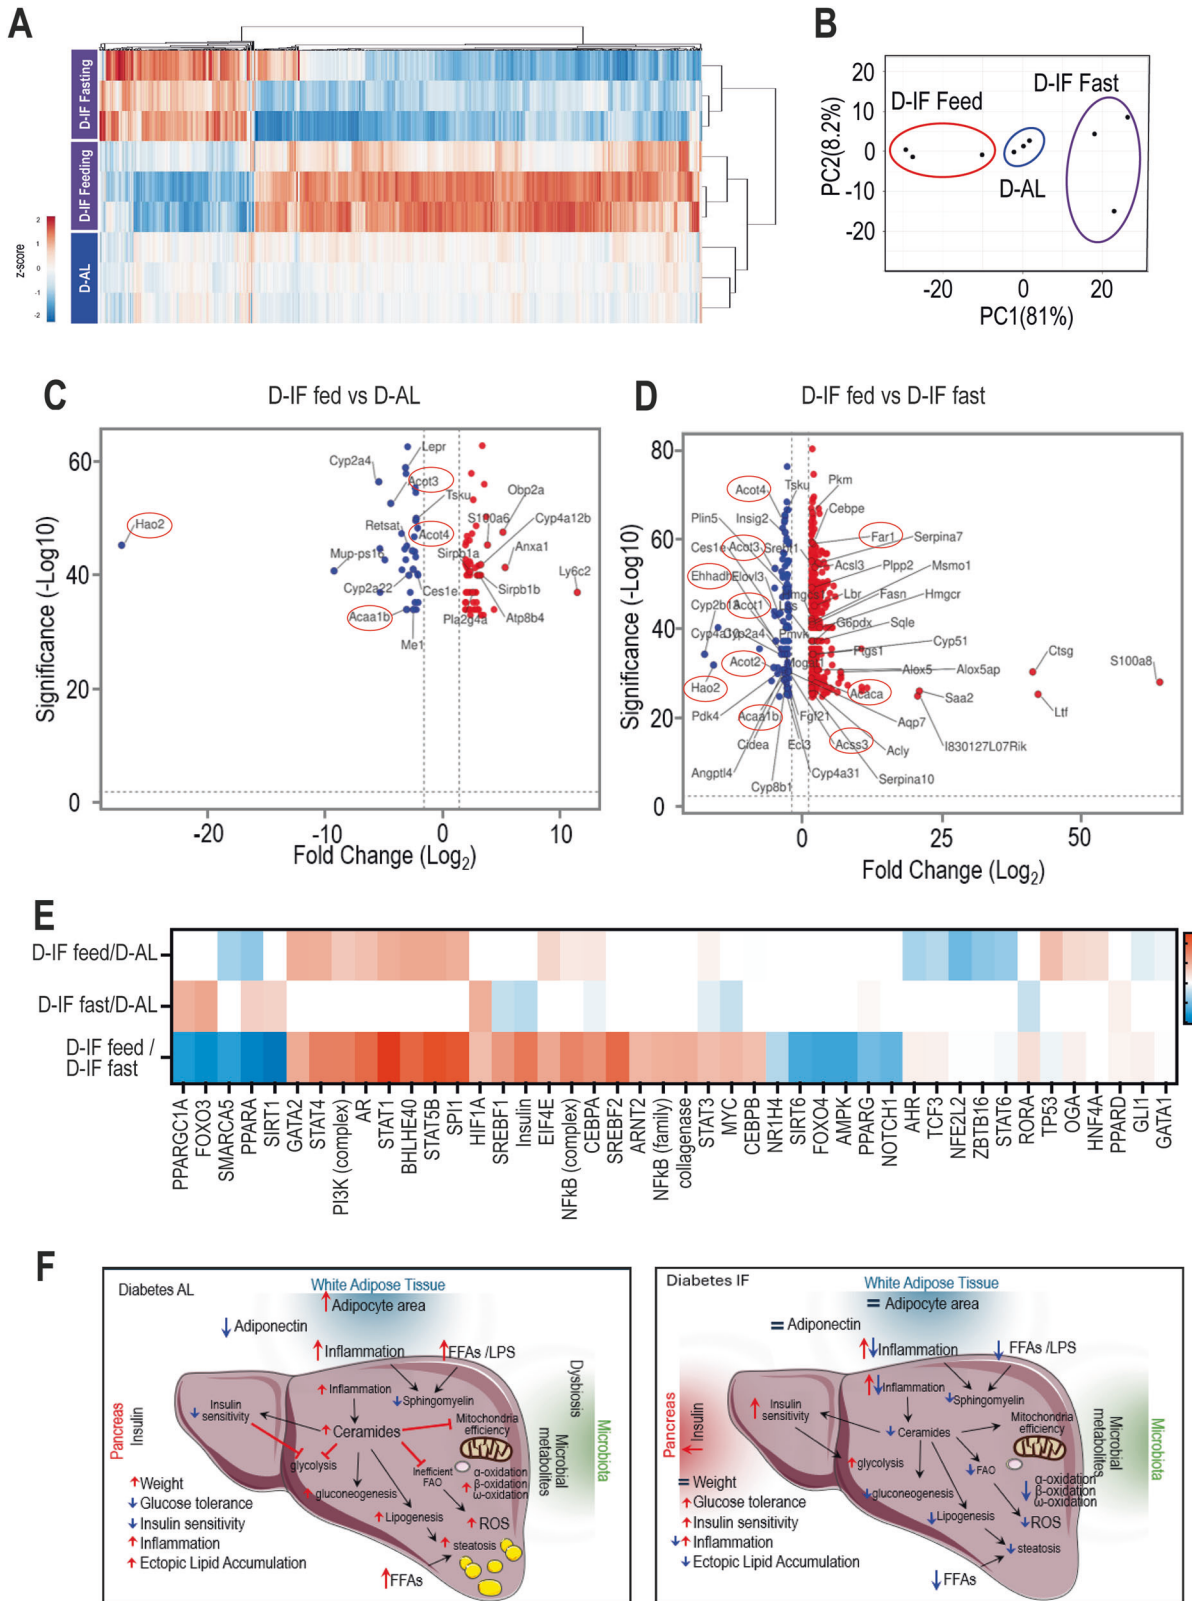 A
D-IF Fasting
D-IF Feeding
D-AL
z-score
2
1
0
-1
-2
B
20
10
0
-10
-20
PC2(8.2%)
D-IF Feed
D-IF Fast
D-AL
-20
0
20
PC1(81%)
C
D-IF fed vs D-AL
Significance (-Log10)
60
40
20
0
Cyp2a4
Lepr
Acot3
Tsku
Obp2a
Hao2
Retsat
Acot4
S100a6
Cyp4a12b
Mup-ps16
Sirpb1a
Anxa1
Ly6c2
Cyp2a22
Ces1e
Sirpb1b
Acaa1b
Pla2g4a
Atp8b4
Me1
-20
-10
0
10
Fold Change (Log2)
D
D-IF fed vs D-IF fast
Significance (-Log10)
80
60
40
20
0
Acot4
Tsku
Pkm
Plin5
Insig2
Cebpe
Far1
Serpina7
Ces1e
Acot3
Acsl3
Plpp2
Msmo1
Ehhadh
Elovl3
Lbr
Fasn
Hmgcr
Acot1
G6pdx
Sqle
Cyp2a4
Pmvk
Cyp51
Ptgs1
Ctsg
S100a8
Acot2
Alox5
Alox5ap
Hao2
Acaca
Saa2
Ltf
Pdk4
Acaa1b
Fgf21
Aqp7
Cidea
Eci3
Acss3
Acly
I830127L07Rik
Angptl4
Cyp4a31
Serpina10
Cyp8b1
0
25
50
Fold Change (Log2)
E
D-IF feed/D-AL
D-IF fast/D-AL
D-IF feed /
D-IF fast
PPARGC1A
FOXO3
SMARCA5
PPARA
SIRT1
GATA2
STAT4
PI3K (complex)
AR
STAT1
BHLHE40
STAT5B
SPI1
HIF1A
SREBF1
Insulin
EIF4E
NFkB (complex)
CEBPA
SREBF2
ARNT2
NFkB (family)
collagenase
STAT3
MYC
CEBPB
NR1H4
SIRT6
FOXO4
AMPK
PPARG
NOTCH1
AHR
TCF3
NFE2L2
ZBTB16
STAT6
RORA
TP53
OGA
HNF4A
PPARD
GLI1
GATA1
F
Diabetes AL
White Adipose Tissue
↑ Adipocyte area
↓ Adiponectin
↑ Inflammation
↑ FFAs /LPS
↑ Inflammation
↓ Sphingomyelin
↓ Insulin
sensitivity
↑ Ceramides
Mitochondria
efficiency
glycolysis
Inefficient
FAO
↑ α-oxidation
β-oxidation
ω-oxidation
↑ gluconeogenesis
↑ Lipogenesis
↑ ROS
↑ steatosis
↑ FFAs
Pancreas
Insulin
Dysbiosis
Microbial
metabolites
Microbiota
↑ Weight
↓ Glucose tolerance
↓ Insulin sensitivity
↑ Inflammation
↑ Ectopic Lipid Accumulation
Diabetes IF
White Adipose Tissue
= Adipocyte area
= Adiponectin
↑↓ Inflammation
↓ FFAs /LPS
↑↓ Inflammation
↓ Sphingomyelin
↑ Insulin
sensitivity
↓ Ceramides
Mitochondria
efficiency
↑ glycolysis
↓ FAO
↓ α-oxidation
β-oxidation
ω-oxidation
↓ gluconeogenesis
↓ Lipogenesis
↓ ROS
↓ steatosis
↓ FFAs
Pancreas
↑ Insulin
Microbial
metabolites
Microbiota
= Weight
↑ Glucose tolerance
↑ Insulin sensitivity
↓↑ Inflammation
↓ Ectopic Lipid Accumulation